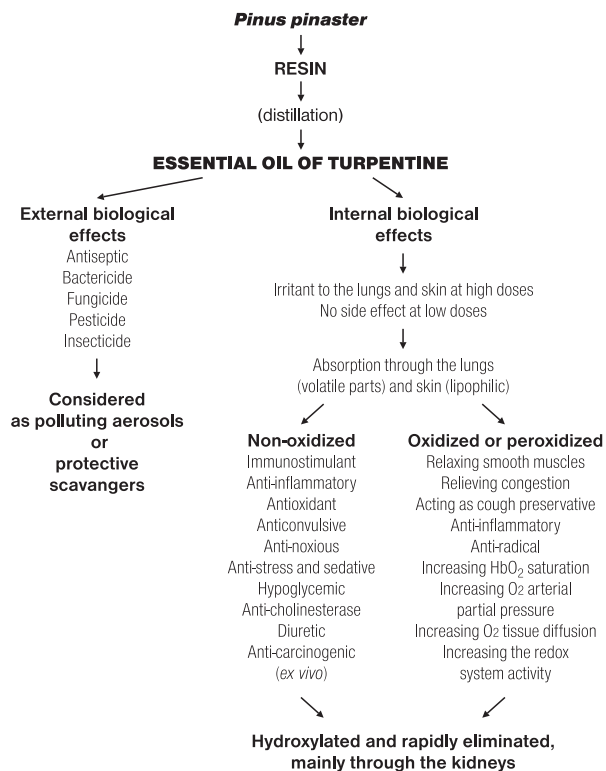 Pinus pinaster
RESIN
(distillation)
ESSENTIAL OIL OF TURPENTINE
External biological
effects
Antiseptic
Bactericide
Fungicide
Pesticide
Insecticide
Considered
as polluting aerosols
or
protective
scavangers
Internal biological
effects
Irritant to the lungs and skin at high doses
No side effect at low doses
Absorption through the lungs
(volatile parts) and skin (lipophilic)
Non-oxidized
Immunostimulant
Anti-inflammatory
Antioxidant
Anticonvulsive
Anti-noxious
Anti-stress and sedative
Hypoglycemic
Anti-cholinesterase
Diuretic
Anti-carcinogenic
(ex vivo)
Oxidized or peroxidized
Relaxing smooth muscles
Relieving congestion
Acting as cough preservative
Anti-inflammatory
Anti-radical
Increasing HbO₂ saturation
Increasing O₂ arterial
partial pressure
Increasing O₂ tissue diffusion
Increasing the redox
system activity
Hydroxylated and rapidly eliminated,
mainly through the kidneys